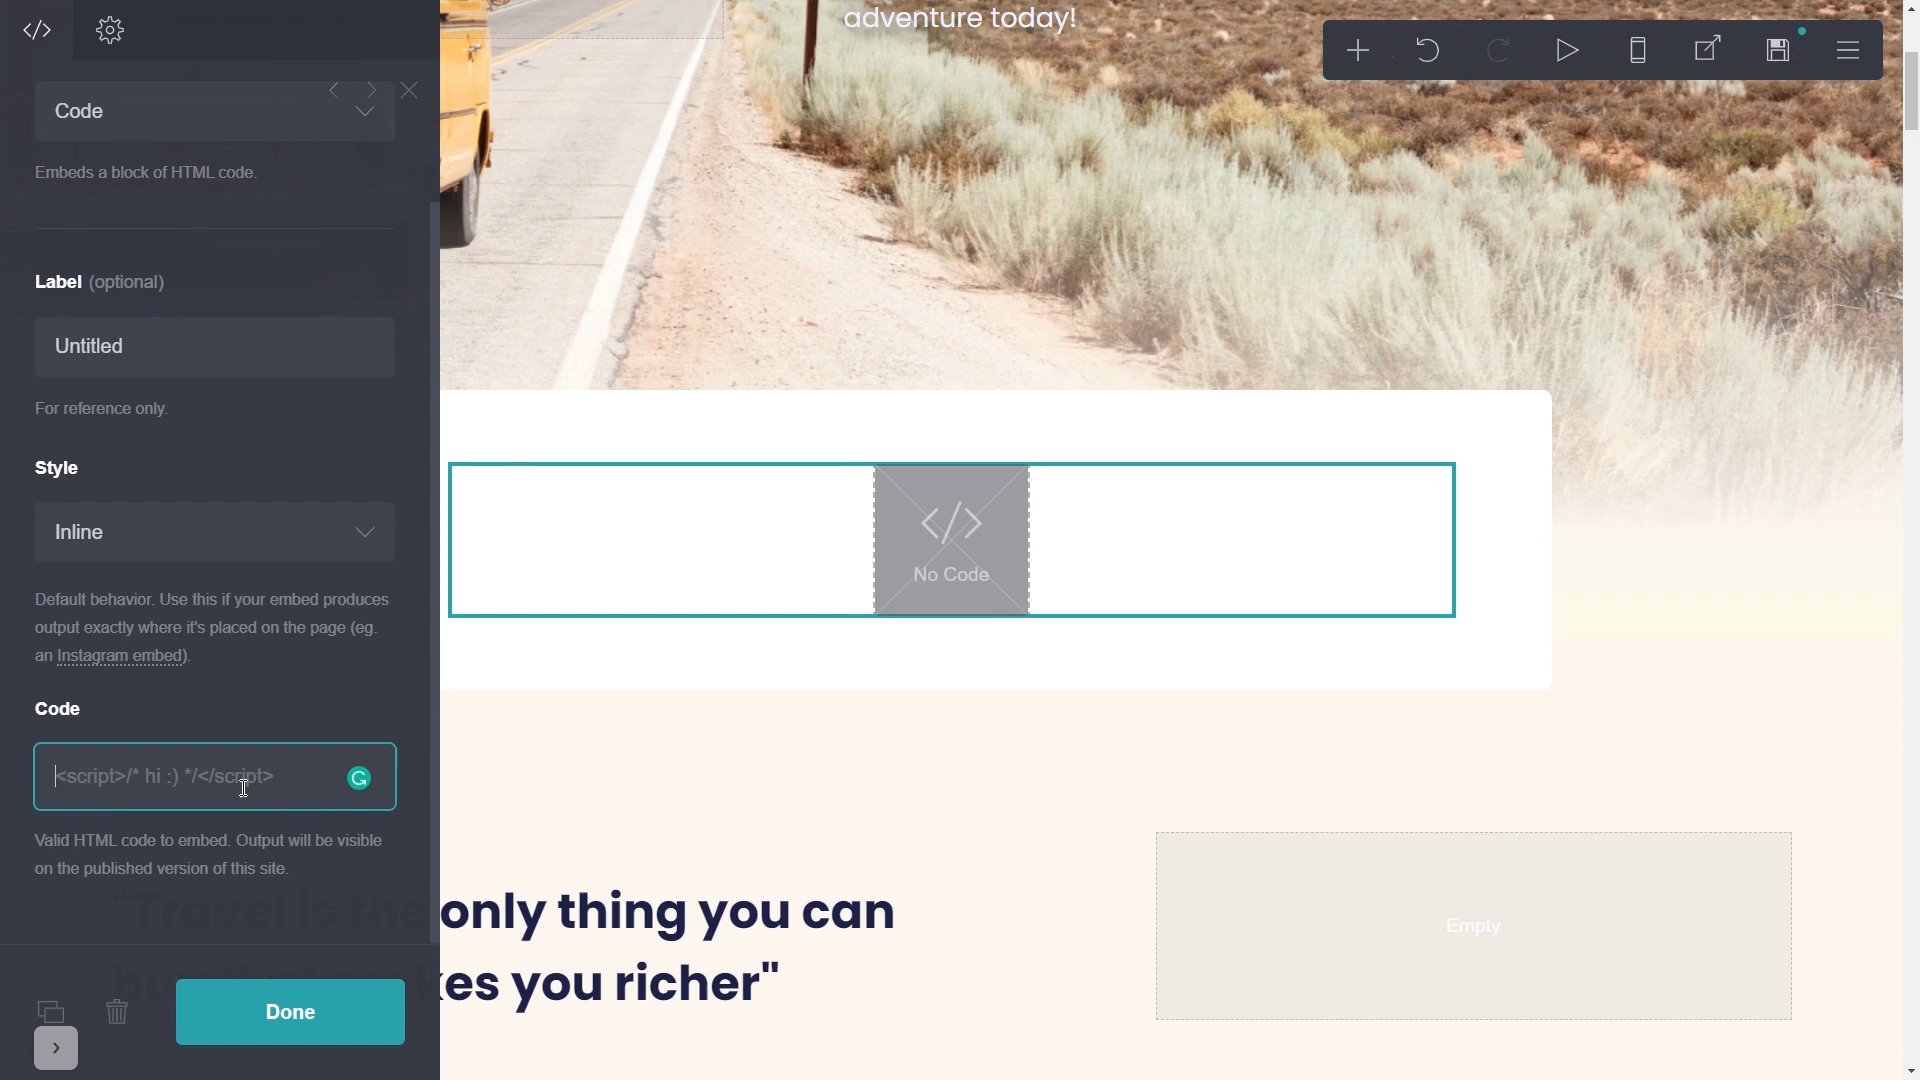 adventure today!
Code
Embeds a block of HTML code.
Label (optional)
Untitled
For reference only.
Style
Inline
Default behavior. Use this if your embed produces
output exactly where it's placed on the page (eg.
an Instagram embed).
Code
<script>/* hi :) */</script>
Valid HTML code to embed. Output will be visible
on the published version of this site.
Done
No Code
"Travel is the only thing you can
you richer"
Empty